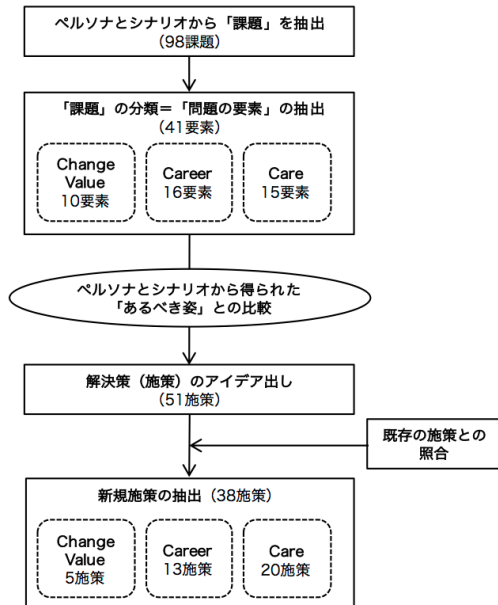 ペルソナとシナリオから「課題」を抽出
（98課題）
「課題」の分類＝「問題の要素」の抽出
（41要素）
Change
Value
10要素
Career
16要素
Care
15要素
ペルソナとシナリオから得られた
「あるべき姿」との比較
解決策（施策）のアイデア出し
（51施策）
既存の施策との
照合
新規施策の抽出（38施策）
Change
Value
5施策
Career
13施策
Care
20施策